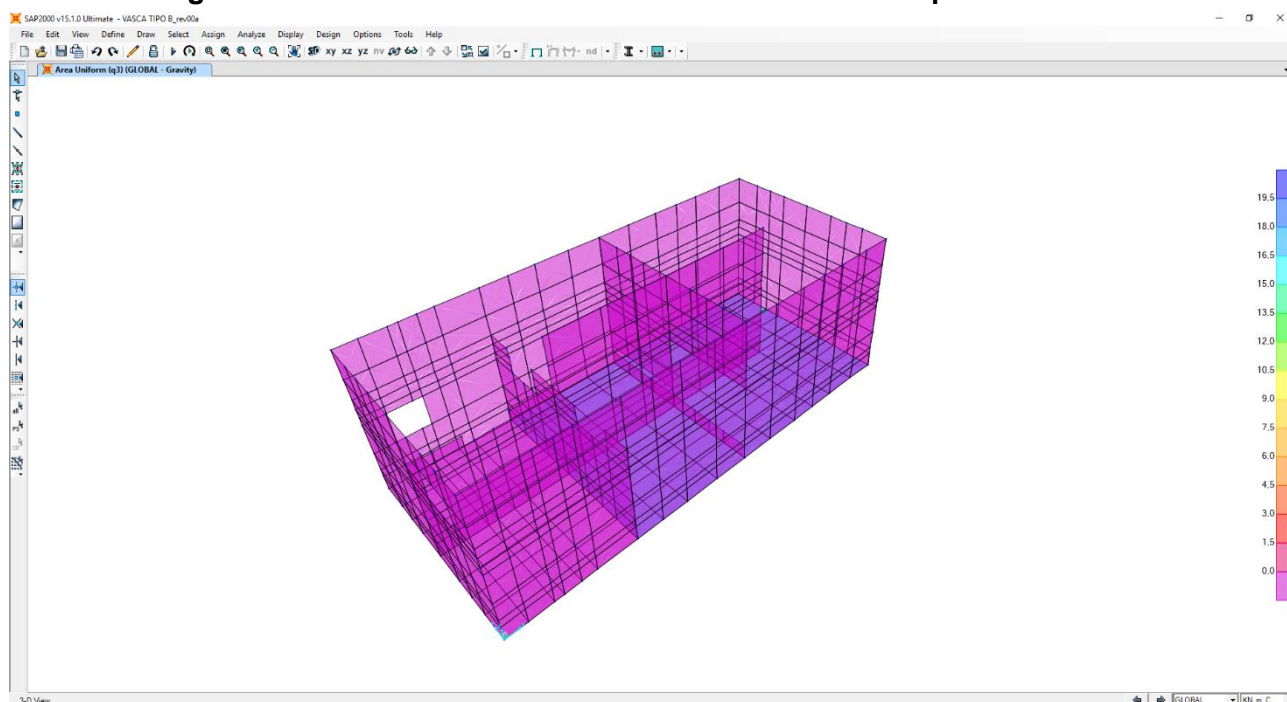 SAP2000 v15.1.0 Ultimate - VASCA TIPO B_rev00a
File Edit View Define Draw Select Assign Analyze Display Design Options Tools Help
xy xz yz nv nd
Area Uniform (q3) (GLOBAL - Gravity)
19.5
18.0
16.5
15.0
13.5
12.0
10.5
9.0
7.5
6.0
4.5
3.0
1.5
0.0
3-D View
GLOBAL
KN, m, C